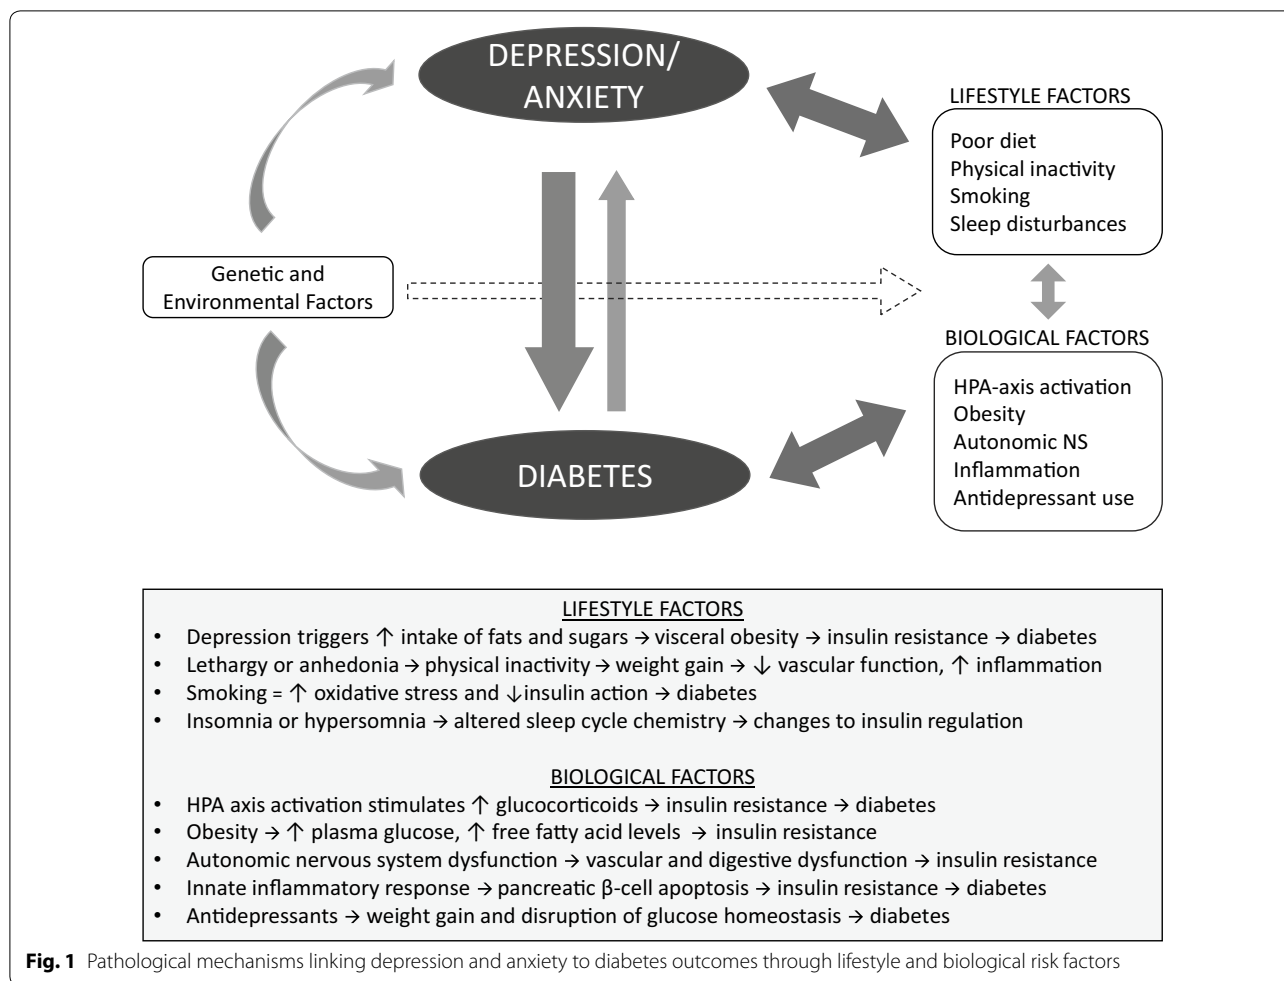 DEPRESSION/
ANXIETY
LIFESTYLE FACTORS
Poor diet
Physical inactivity
Smoking
Sleep disturbances
Genetic and
Environmental Factors
BIOLOGICAL FACTORS
HPA-axis activation
Obesity
Autonomic NS
Inflammation
Antidepressant use
DIABETES
LIFESTYLE FACTORS
• Depression triggers ↑ intake of fats and sugars → visceral obesity → insulin resistance → diabetes
• Lethargy or anhedonia → physical inactivity → weight gain → ↓ vascular function, ↑ inflammation
• Smoking = ↑ oxidative stress and ↓insulin action → diabetes
• Insomnia or hypersomnia → altered sleep cycle chemistry → changes to insulin regulation
BIOLOGICAL FACTORS
• HPA axis activation stimulates ↑ glucocorticoids → insulin resistance → diabetes
• Obesity → ↑ plasma glucose, ↑ free fatty acid levels → insulin resistance
• Autonomic nervous system dysfunction → vascular and digestive dysfunction → insulin resistance
• Innate inflammatory response → pancreatic β-cell apoptosis → insulin resistance → diabetes
• Antidepressants → weight gain and disruption of glucose homeostasis → diabetes
Fig. 1 Pathological mechanisms linking depression and anxiety to diabetes outcomes through lifestyle and biological risk factors